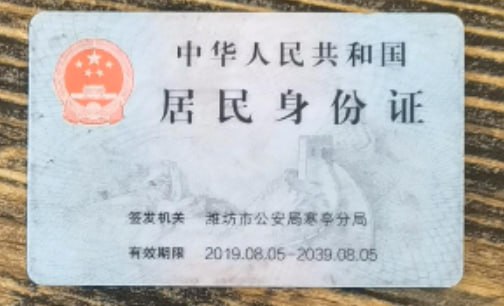 中华人民共和国
居民身份证
签发机关 潍坊市公安局寒亭分局
有效期限 2019.08.05-2039.08.05